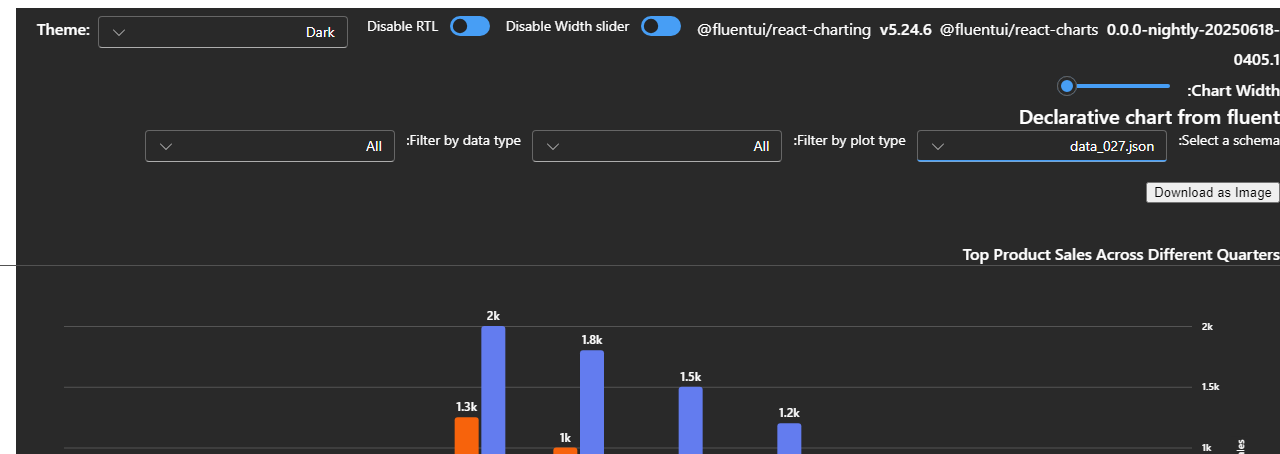 Theme: Dark Disable RTL Disable Width slider @fluentui/react-charting v5.24.6 @fluentui/react-charts 0.0.0-nightly-20250618-
0405.1
:Chart Width
Declarative chart from fluent
:Select a schema data_027.json :Filter by plot type All :Filter by data type All
Download as Image
Top Product Sales Across Different Quarters
2k
2k
1.8k
1.5k
1.5k
1.3k
1.2k
1k
1k